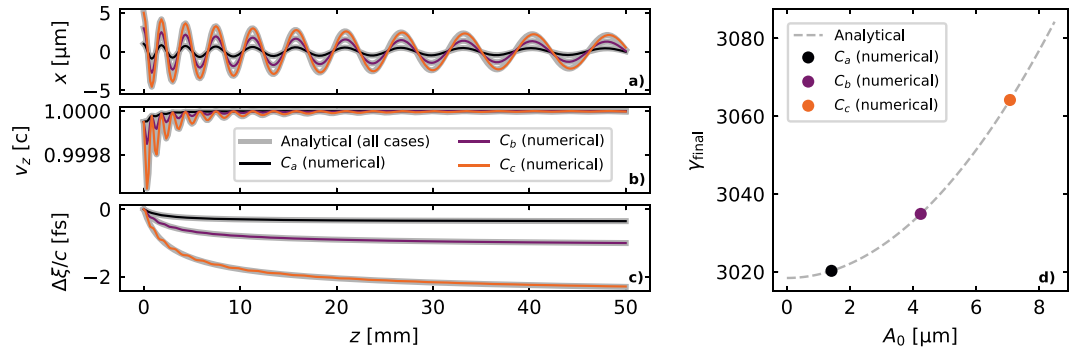 x [μm]
5
0
−5
a)
v_z [c]
1.0000
0.9998
Analytical (all cases)
C_a (numerical)
C_b (numerical)
C_c (numerical)
b)
Δξ/c [fs]
0
−2
c)
0 10 20 30 40 50
z [mm]
γ_final
3080
3060
3040
3020
Analytical
C_a (numerical)
C_b (numerical)
C_c (numerical)
d)
0 2 4 6 8
A_0 [μm]